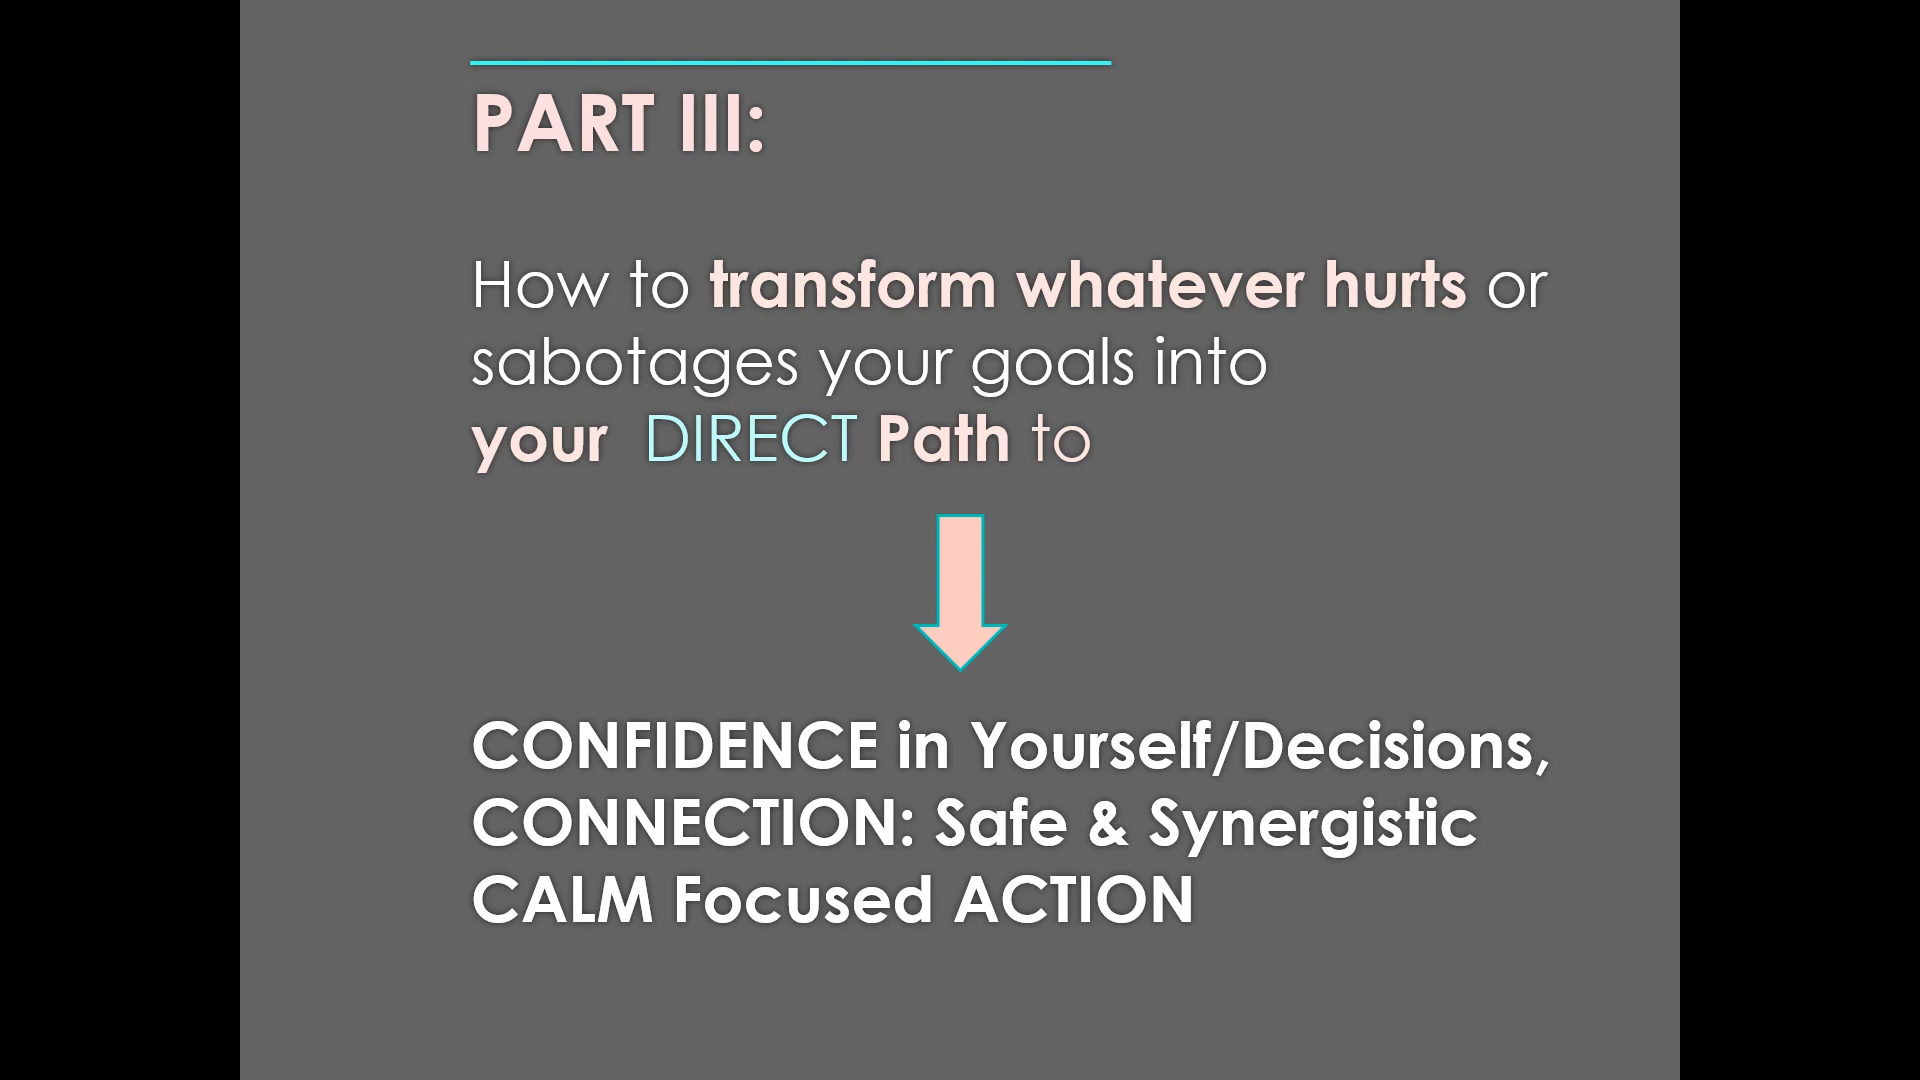 PART III:
How to transform whatever hurts or
sabotages your goals into
your  DIRECT Path to
CONFIDENCE in Yourself/Decisions,
CONNECTION: Safe & Synergistic
CALM Focused ACTION